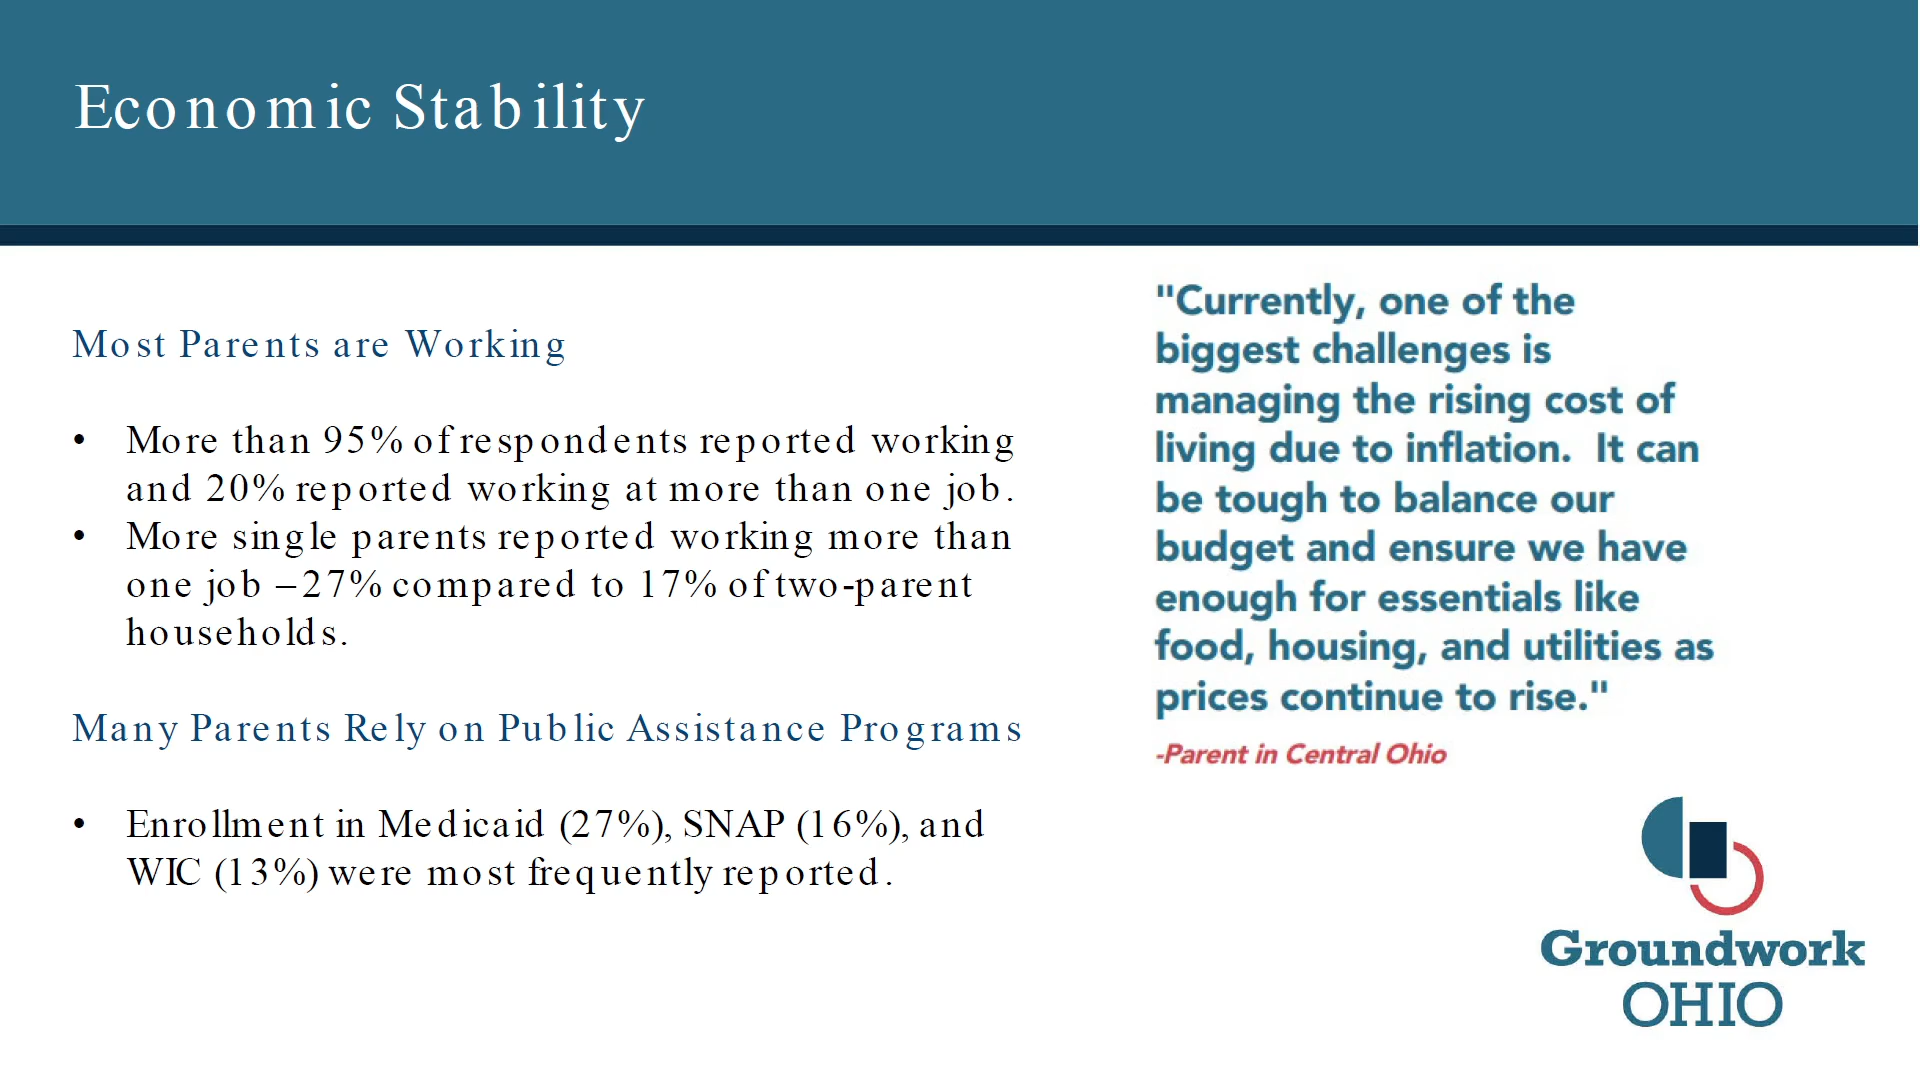 Economic Stability
Most Parents are Working
• More than 95% of respondents reported working
and 20% reported working at more than one job.
• More single parents reported working more than
one job – 27% compared to 17% of two-parent
households.
Many Parents Rely on Public Assistance Programs
• Enrollment in Medicaid (27%), SNAP (16%), and
WIC (13%) were most frequently reported.
"Currently, one of the
biggest challenges is
managing the rising cost of
living due to inflation.  It can
be tough to balance our
budget and ensure we have
enough for essentials like
food, housing, and utilities as
prices continue to rise."
-Parent in Central Ohio
Groundwork
OHIO